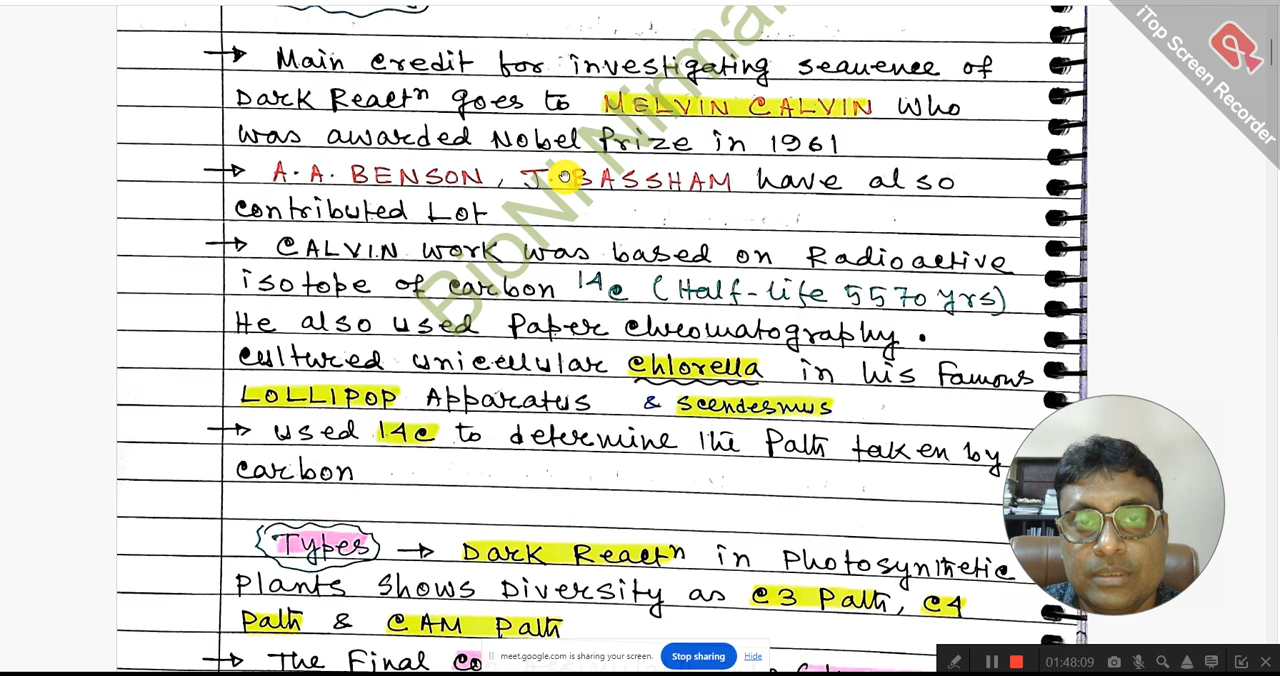 → Main credit for investigating sequence of
Dark Reactⁿ goes to MELVIN CALVIN who
was awarded Nobel Prize in 1961
→ A.A. BENSON, J. BASSHAM have also
contributed Lot
→ CALVIN work was based on Radioactive
isotope of carbon 14c (Half-life 5570 yrs)
He also used Paper chromatography.
cultured unicellular chlorella in his famous
LOLLIPOP Apparatus & Scendesmus
→ used 14c to determine the Path taken by
carbon
Types → Dark Reactⁿ in Photosynthetic
Plants shows Diversity as C3 Path, C4
Path & CAM Path
→ The Final
iTop Screen Recorder
meet.google.com is sharing your screen. Stop sharing Hide
01:48:09